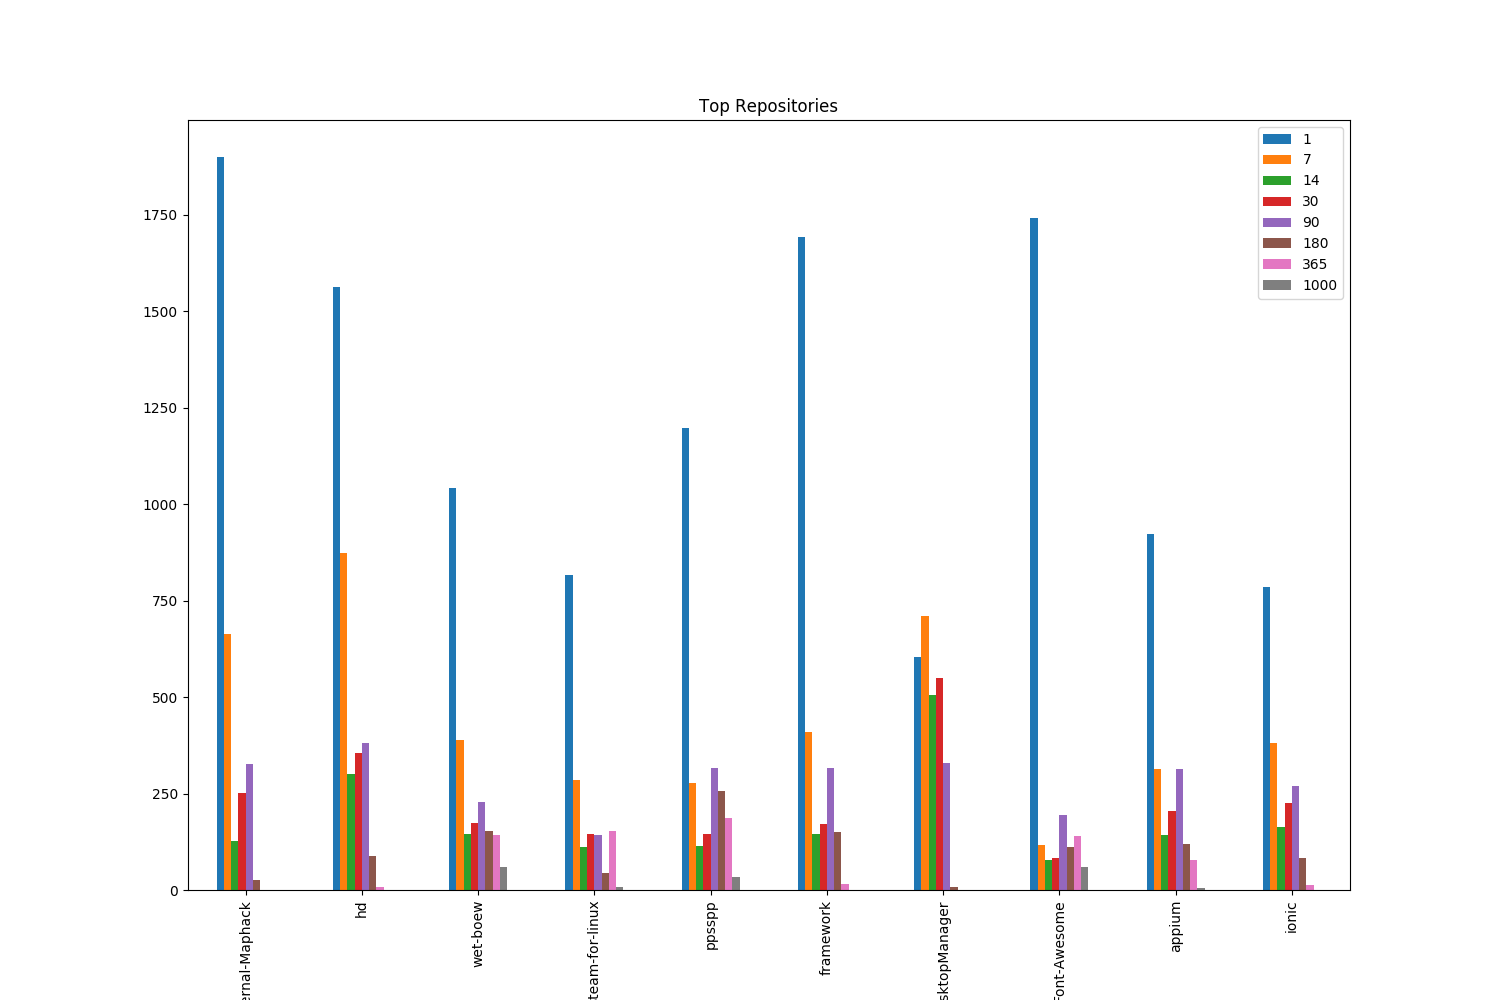 Top Repositories
1
7
14
30
90
180
365
1000
1750
1500
1250
1000
750
500
250
0
ernal-Maphack
hd
wet-boew
team-for-linux
ppsspp
framework
sktopManager
Font-Awesome
appium
ionic